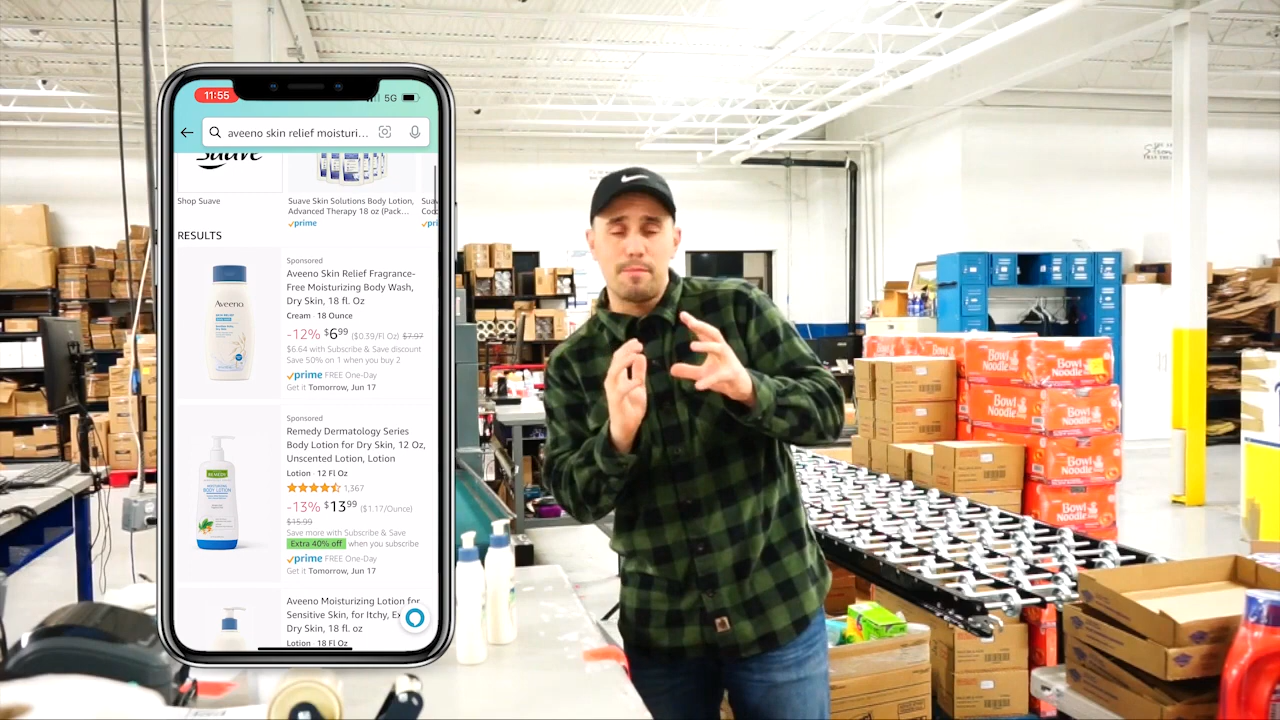 11:55
5G
aveeno skin relief moisturi...
Suave
Shop Suave
Suave Skin Solutions Body Lotion,
Advanced Therapy 18 oz (Pack...
prime
RESULTS
Sponsored
Aveeno Skin Relief Fragrance-
Free Moisturizing Body Wash,
Dry Skin, 18 fl. Oz
Cream · 18 Ounce
-12% $6.99 ($0.39/Fl Oz) $7.97
$6.64 with Subscribe & Save discount
Save 50% on 1 when you buy 2
prime FREE One-Day
Get it Tomorrow, Jun 17
Aveeno
Sponsored
Remedy Dermatology Series
Body Lotion for Dry Skin, 12 Oz,
Unscented Lotion, Lotion
Lotion · 12 Fl Oz
1,367
-13% $13.99 ($1.17/Ounce)
$15.99
Save more with Subscribe & Save
Extra 40% off when you subscribe
prime FREE One-Day
Get it Tomorrow, Jun 17
REMEDY
BODY LOTION
Aveeno Moisturizing Lotion for
Sensitive Skin, for Itchy, Ex
Dry Skin, 18 fl. oz
Lotion · 18 Fl Oz
Bowl
Noodle
Bowl
Noodle
Bowl
Noodle
Bowl
Noodle